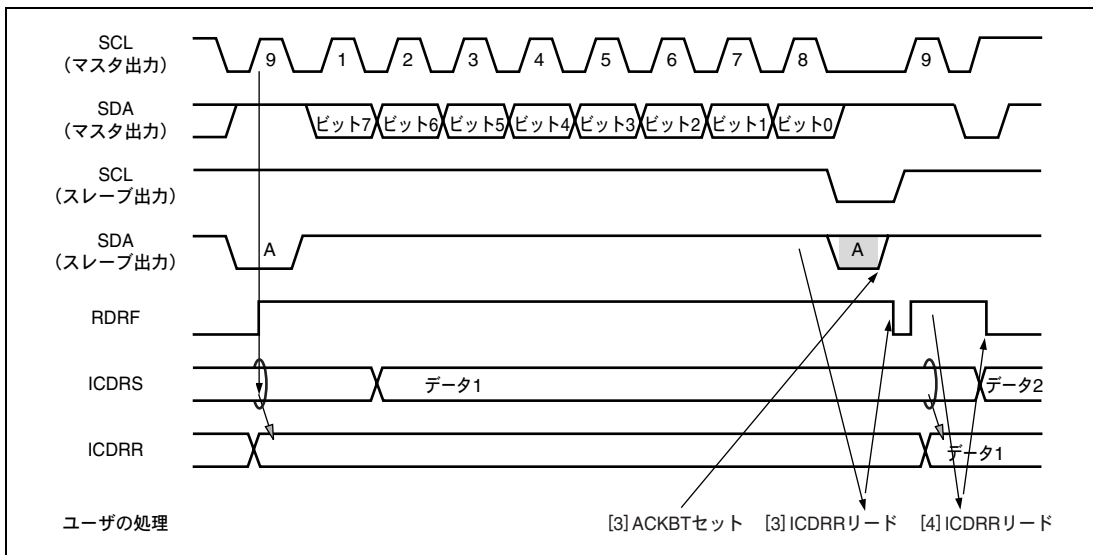 SCL
（マスタ出力）
9 1 2 3 4 5 6 7 8 9
SDA
（マスタ出力）
ビット7 ビット6 ビット5 ビット4 ビット3 ビット2 ビット1 ビット0
SCL
（スレーブ出力）
SDA
（スレーブ出力）
A A
RDRF
ICDRS
データ1 データ2
ICDRR
データ1
ユーザの処理
[3] ACKBTセット [3] ICDRRリード [4] ICDRRリード